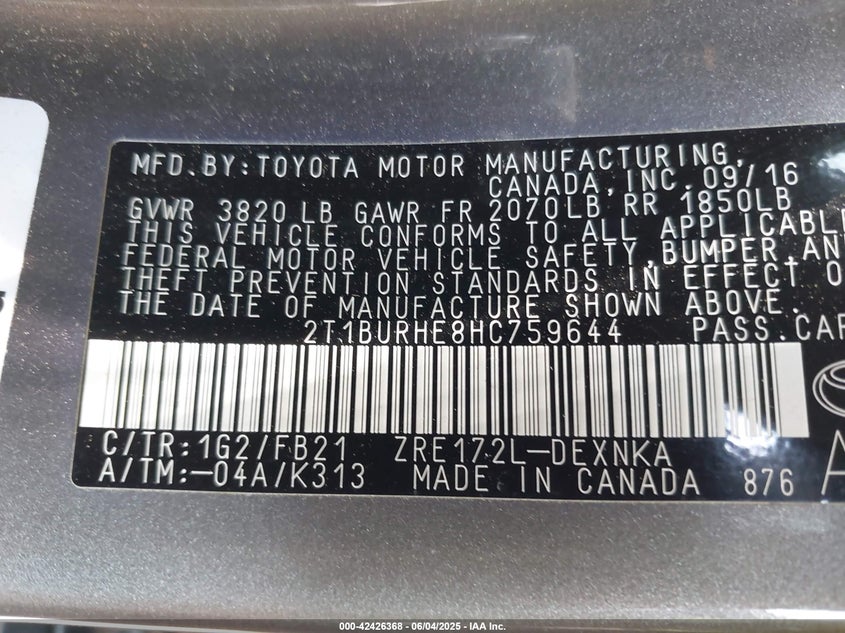 MFD.BY:TOYOTA MOTOR MANUFACTURING,
CANADA, INC. 09/16
GVWR 3820 LB GAWR FR 2070LB RR 1850LB
THIS VEHICLE CONFORMS TO ALL APPLICABLE
FEDERAL MOTOR VEHICLE SAFETY, BUMPER, AN
THEFT PREVENTION STANDARDS IN EFFECT O
THE DATE OF MANUFACTURE SHOWN ABOVE.
2T1BURHE8HC759644 PASS.CAR
C/TR:1G2/FB21 ZRE172L-DEXNKA
A/TM:-04A/K313 MADE IN CANADA 876
000-42426368 - 06/04/2025 - IAA Inc.